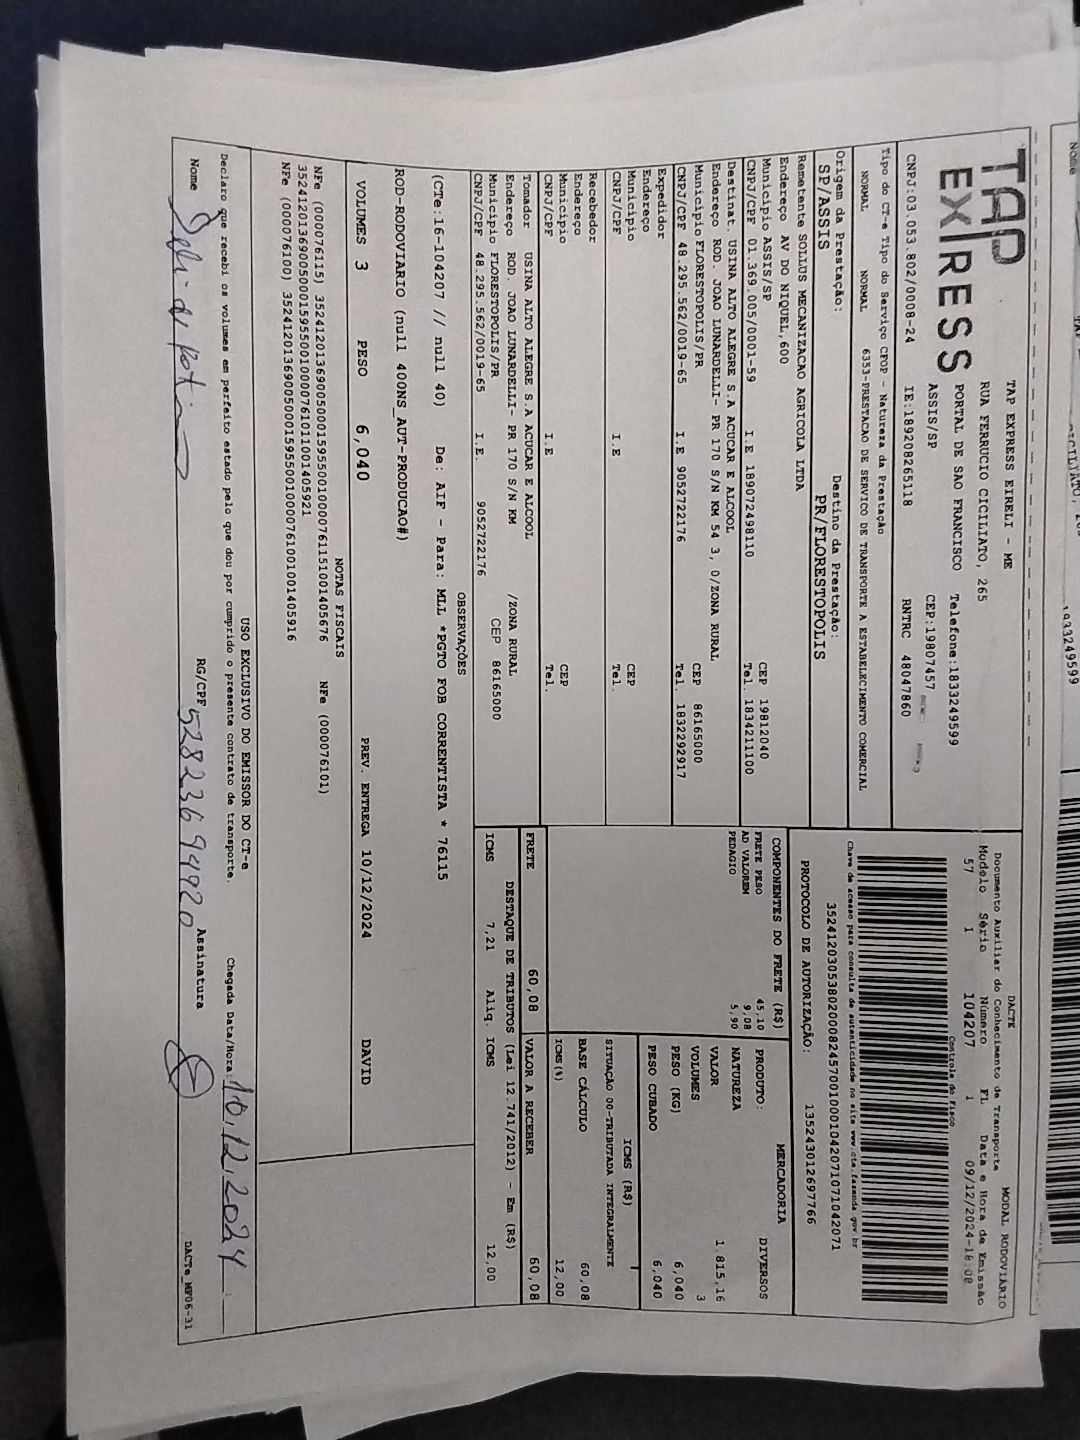 TAP
EXPRESS
TAP EXPRESS EIRELI - ME
RUA FERRUCIO CICILIATO, 265
PORTAL DE SAO FRANCISCO Telefone:1833249599
ASSIS/SP CEP:19807457
CNPJ:03.053.802/0008-24 IE:189208265118 RNTRC 48047860
DACTE MODAL RODOVIÁRIO
Documento Auxiliar do Conhecimento de Transporte
Modelo Série Número FL Data e Hora de Emissão
57 1 104207 1 09/12/2024-18:08
Controle do Fisco
Chave de acesso para consulta de autenticidade no site www.cte.fazenda.gov.br
PROTOCOLO DE AUTORIZAÇÃO: 135243012697766
Tipo do CT-e Tipo do Serviço CFOP - Natureza da Prestação
NORMAL NORMAL 6353-PRESTACAO DE SERVICO DE TRANSPORTE A ESTABELECIMENTO COMERCIAL
Origem da Prestação: Destino da Prestação:
SP/ASSIS PR/FLORESTOPOLIS
Remetente SOLLUS MECANIZACAO AGRICOLA LTDA
Endereço AV DO NIQUEL,600
Município ASSIS/SP CEP 19812040
CNPJ/CPF 01.369.005/0001-59 I.E 189072498110 Tel. 1834211100
Destinat. USINA ALTO ALEGRE S.A ACUCAR E ALCOOL
Endereço ROD. JOAO LUNARDELLI- PR 170 S/N KM 54 3, 0/ZONA RURAL
Município FLORESTOPOLIS/PR CEP 86165000
CNPJ/CPF 48.295.562/0019-65 I.E 9052722176 Tel. 1832292917
Expedidor
Endereço
Município CEP
CNPJ/CPF I.E Tel.
Recebedor
Endereço
Município CEP
CNPJ/CPF I.E Tel.
Tomador USINA ALTO ALEGRE S.A ACUCAR E ALCOOL
Endereço ROD. JOAO LUNARDELLI- PR 170 S/N KM /ZONA RURAL
Município FLORESTOPOLIS/PR CEP 86165000
CNPJ/CPF 48.295.562/0019-65 I.E. 9052722176
COMPONENTES DO FRETE (R$)
FRETE PESO 45,10
AD VALOREM 9,08
PEDAGIO 5,90
MERCADORIA
PRODUTO: DIVERSOS
NATUREZA
VALOR 1.815,16
VOLUMES 3
PESO (KG) 6,040
PESO CUBADO 6,040
ICMS (R$)
SITUAÇÃO 00-TRIBUTADA INTEGRALMENTE
BASE CÁLCULO 60,08
ICMS(%) 12,00
FRETE 60,08 VALOR A RECEBER 60,08
DESTAQUE DE TRIBUTOS (Lei 12.741/2012) - Em (R$)
ICMS 7,21 Aliq. ICMS 12,00
OBSERVAÇÕES
(CTe:16-104207 // null 40) De: AIF - Para: MLL *PGTO FOB CORRENTISTA * 76115
ROD-RODOVIARIO (null 400NS_AUT-PRODUCAO#)
VOLUMES 3 PESO 6,040 PREV. ENTREGA 10/12/2024 DAVID
NOTAS FISCAIS
NFe (000076115) 35241201369005000159550010000761151001405676 NFe (000076101)
35241201369005000159550010000761011001405921
NFe (000076100) 35241201369005000159550010000761001001405916
USO EXCLUSIVO DO EMISSOR DO CT-e
Declaro que recebi os volumes em perfeito estado pelo que dou por cumprido o presente contrato de transporte. Chegada Data/Hora: 10.12.2024
Nome RG/CPF 52823694920 Assinatura
DACTe_MP06-31